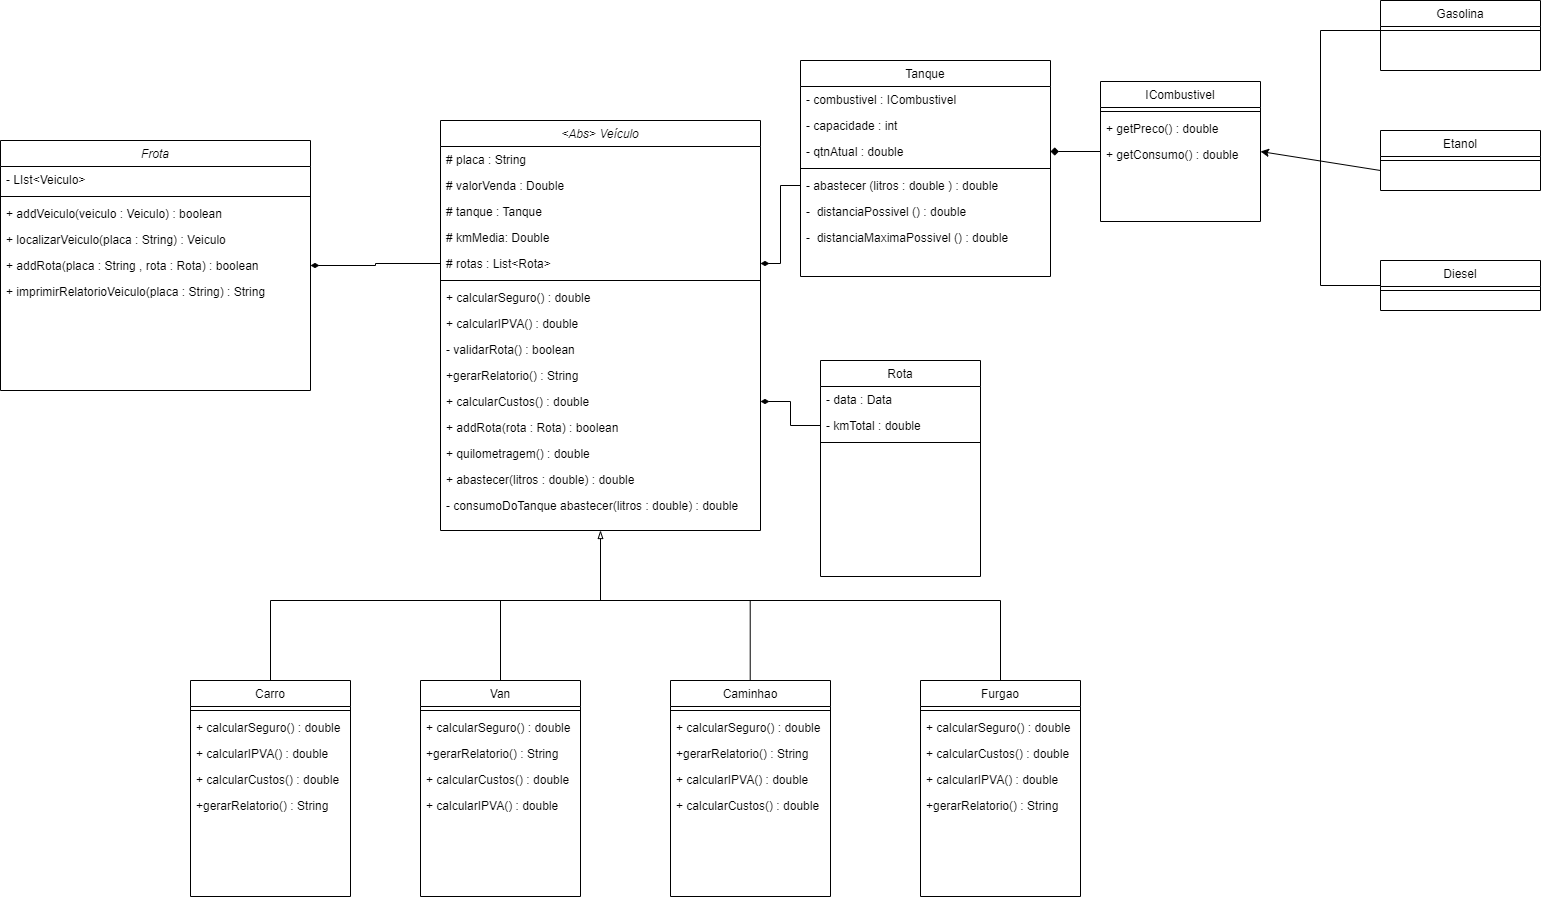 Frota
- LIst<Veiculo>
+ addVeiculo(veiculo : Veiculo) : boolean
+ localizarVeiculo(placa : String) : Veiculo
+ addRota(placa : String , rota : Rota) : boolean
+ imprimirRelatorioVeiculo(placa : String) : String
<Abs> Veículo
# placa : String
# valorVenda : Double
# tanque : Tanque
# kmMedia: Double
# rotas : List<Rota>
+ calcularSeguro() : double
+ calcularIPVA() : double
- validarRota() : boolean
+gerarRelatorio() : String
+ calcularCustos() : double
+ addRota(rota : Rota) : boolean
+ quilometragem() : double
+ abastecer(litros : double) : double
- consumoDoTanque abastecer(litros : double) : double
Tanque
- combustivel : ICombustivel
- capacidade : int
- qtnAtual : double
- abastecer (litros : double ) : double
- distanciaPossivel () : double
- distanciaMaximaPossivel () : double
ICombustivel
+ getPreco() : double
+ getConsumo() : double
Gasolina
Etanol
Diesel
Rota
- data : Data
- kmTotal : double
Carro
+ calcularSeguro() : double
+ calcularIPVA() : double
+ calcularCustos() : double
+gerarRelatorio() : String
Van
+ calcularSeguro() : double
+gerarRelatorio() : String
+ calcularCustos() : double
+ calcularIPVA() : double
Caminhao
+ calcularSeguro() : double
+gerarRelatorio() : String
+ calcularIPVA() : double
+ calcularCustos() : double
Furgao
+ calcularSeguro() : double
+ calcularCustos() : double
+ calcularIPVA() : double
+gerarRelatorio() : String